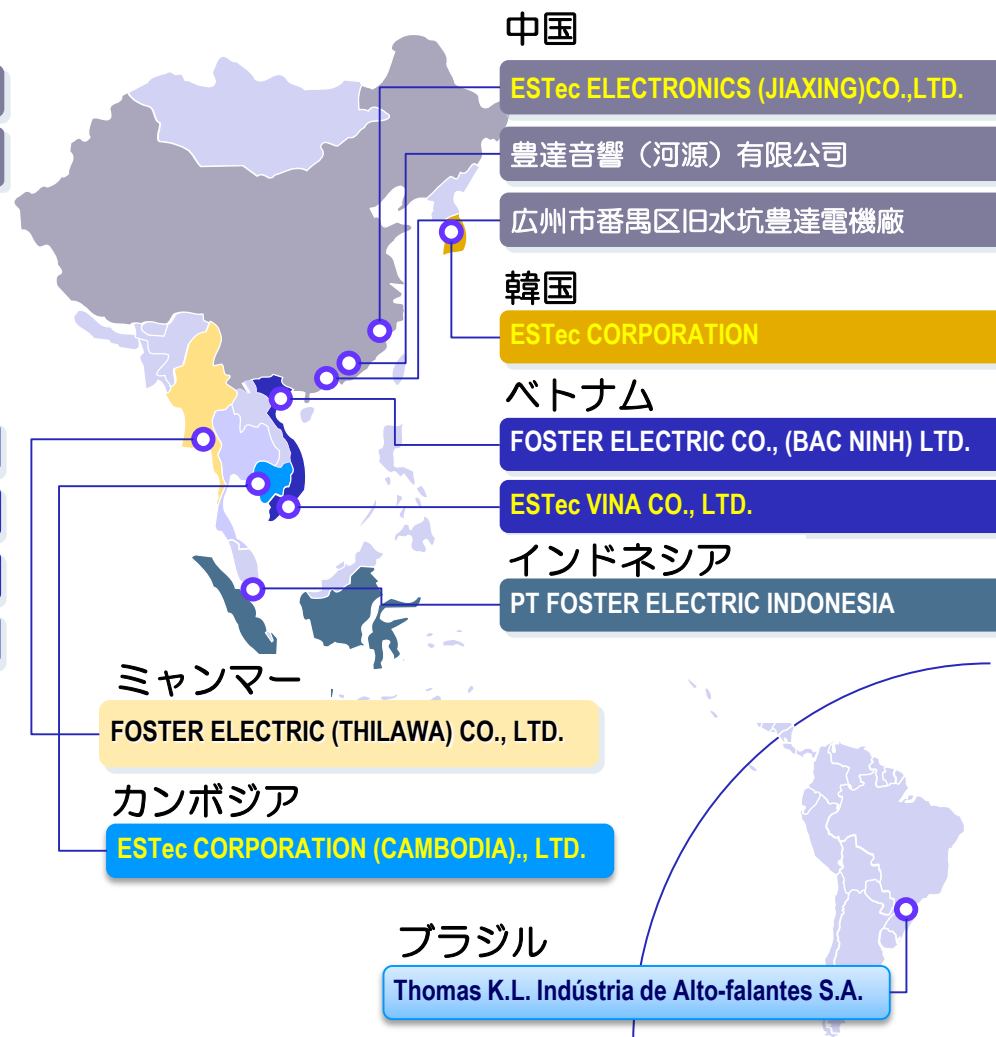 中国
ESTec ELECTRONICS (JIAXING)CO.,LTD.
豊達音響（河源）有限公司
広州市番禺区旧水坑豊達電機廠
韓国
ESTec CORPORATION
ベトナム
FOSTER ELECTRIC CO., (BAC NINH) LTD.
ESTec VINA CO., LTD.
インドネシア
PT FOSTER ELECTRIC INDONESIA
ミャンマー
FOSTER ELECTRIC (THILAWA) CO., LTD.
カンボジア
ESTec CORPORATION (CAMBODIA)., LTD.
ブラジル
Thomas K.L. Indústria de Alto-falantes S.A.